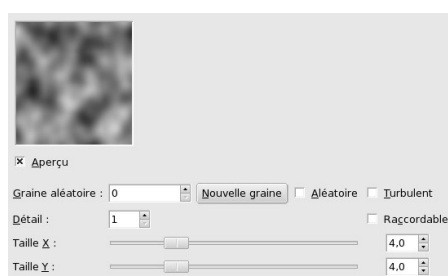 Aperçu
Graine aléatoire : 0 Nouvelle graine Aléatoire Turbulent
Détail : 1 Raccordable
Taille X : 4,0
Taille Y : 4,0